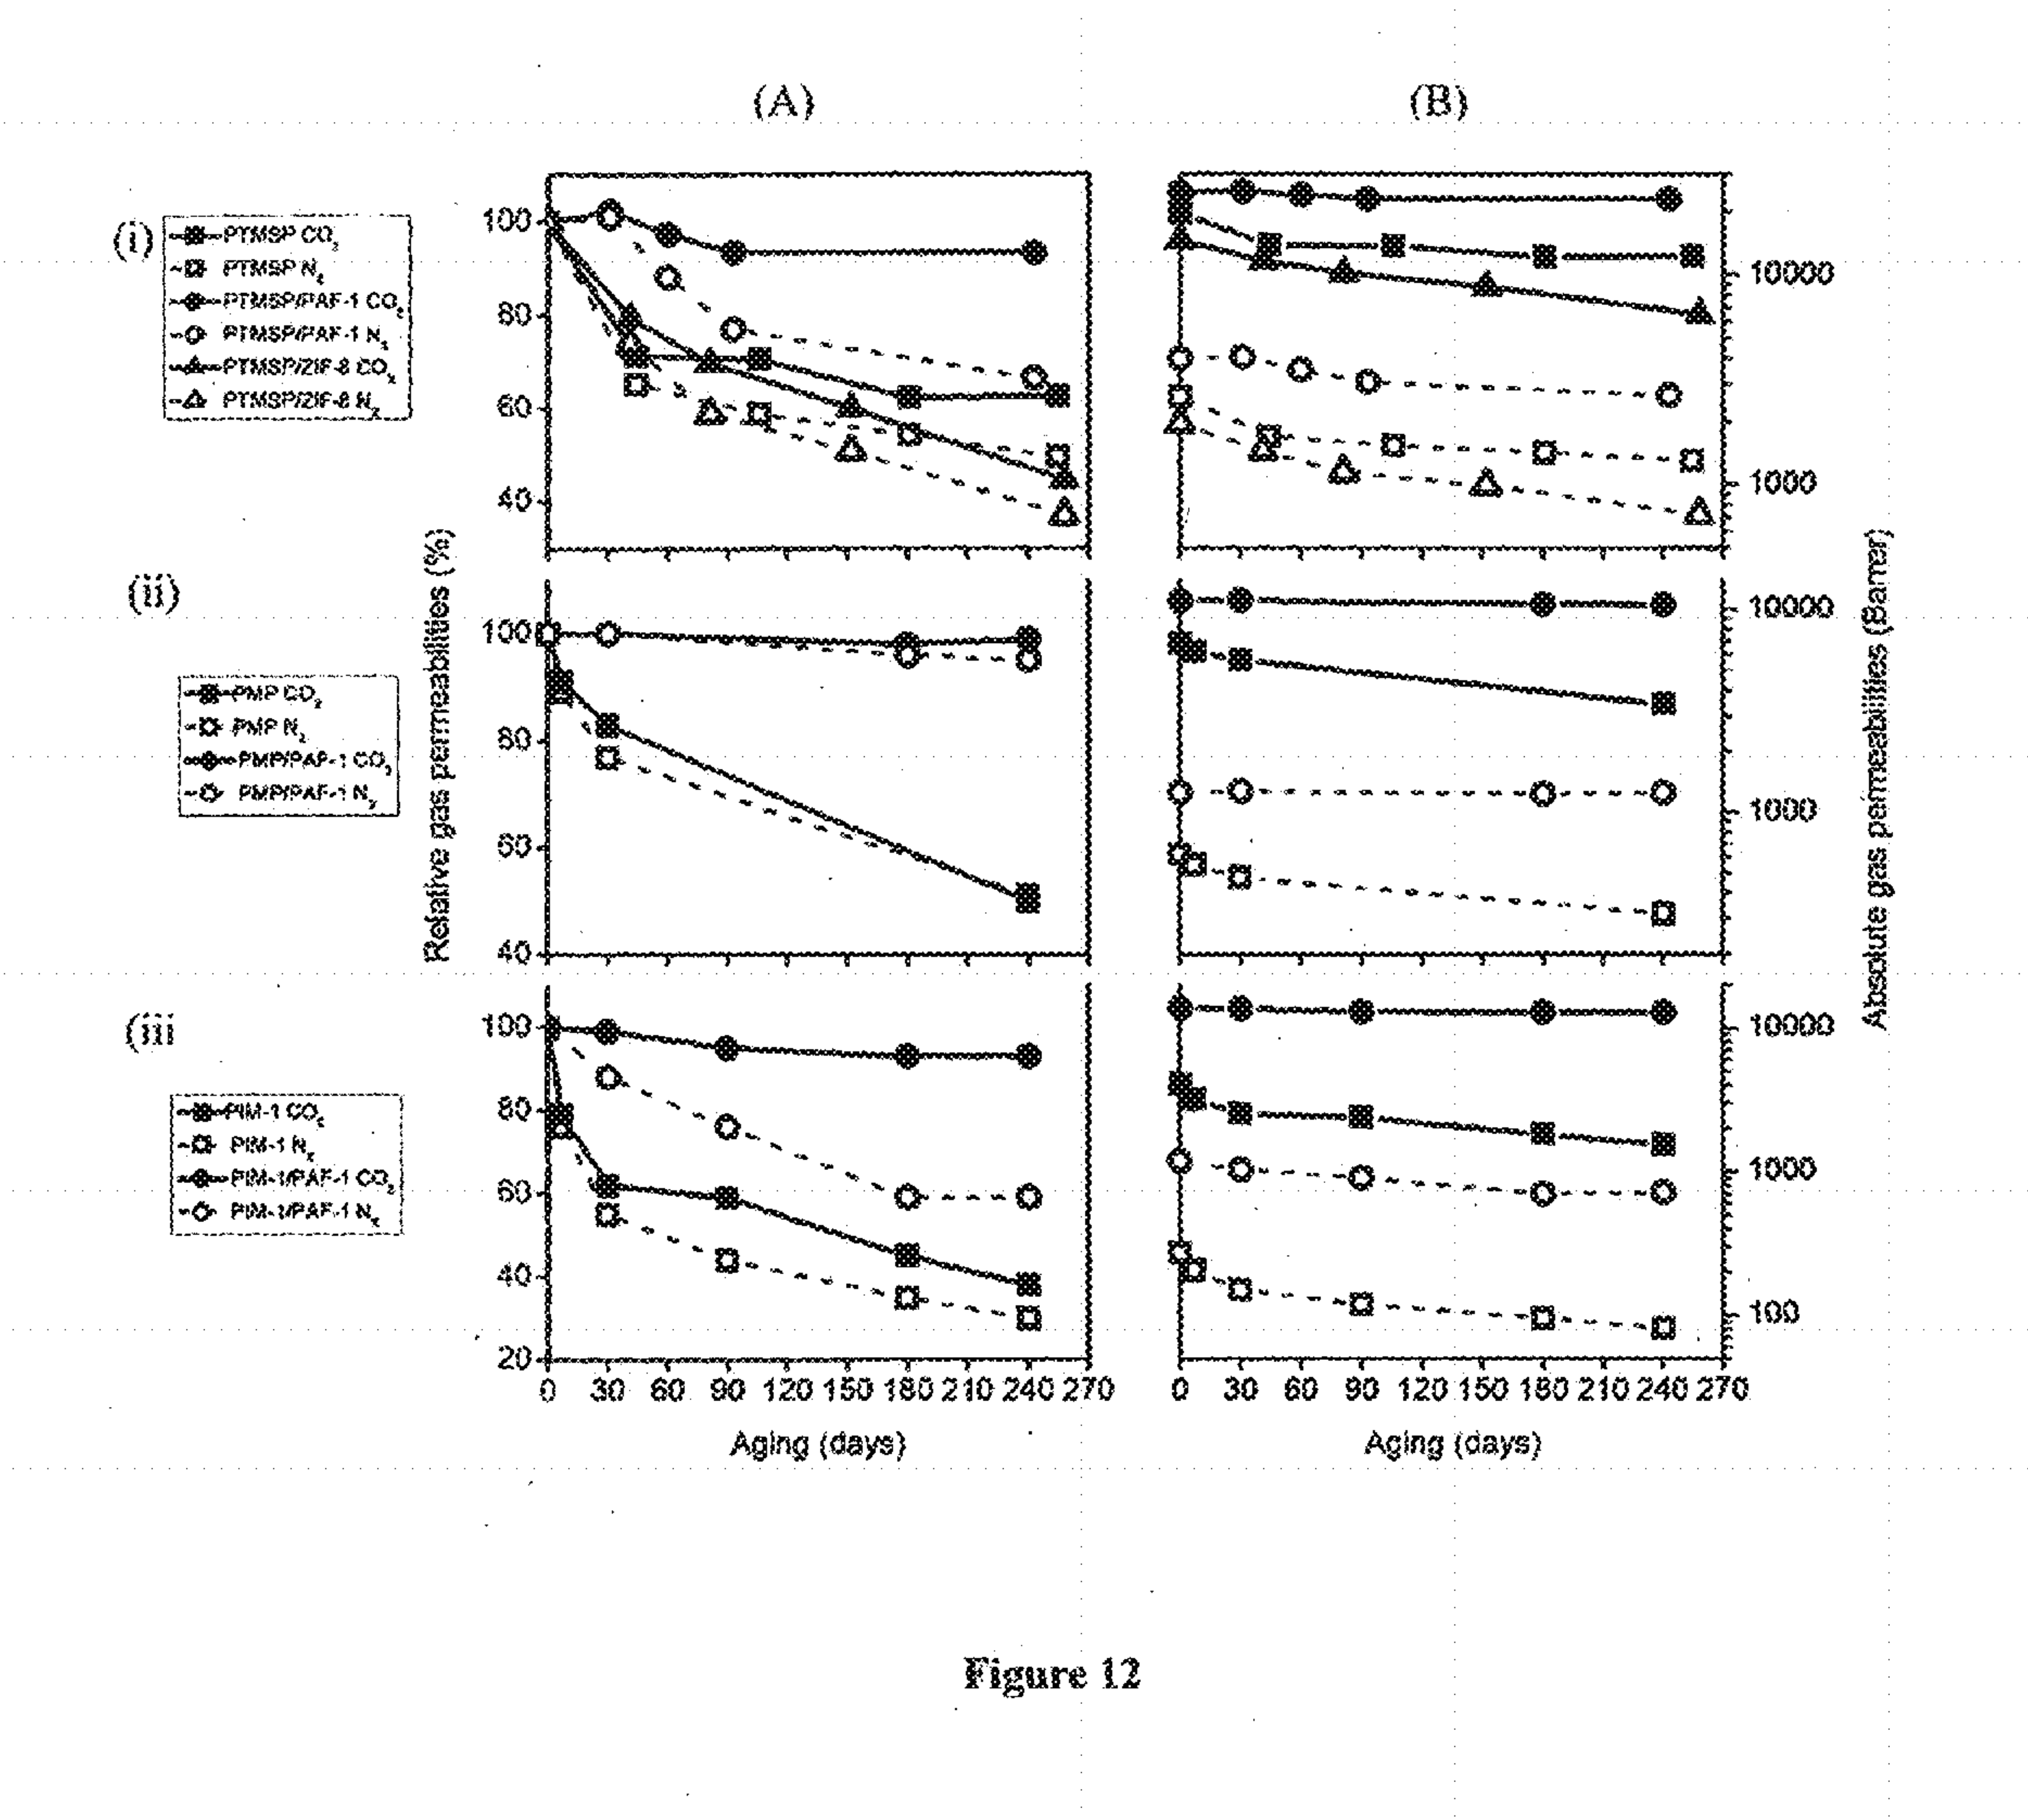 (A)
(B)
(i)
PTMSP CO2
PTMSP N2
PTMSP/PAF-1 CO2
PTMSP/PAF-1 N2
PTMSP/ZIF-8 CO2
PTMSP/ZIF-8 N2
100
80
60
40
10000
1000
(ii)
PMP CO2
PMP N2
PMP/PAF-1 CO2
PMP/PAF-1 N2
100
80
60
40
10000
1000
Relative gas permeabilities (%)
Absolute gas permeabilities (Barrer)
(iii
PIM-1 CO2
PIM-1 N2
PIM-1/PAF-1 CO2
PIM-1/PAF-1 N2
100
80
60
40
20
10000
1000
100
0 30 60 90 120 150 180 210 240 270
0 30 60 90 120 150 180 210 240 270
Aging (days)
Aging (days)
Figure 12